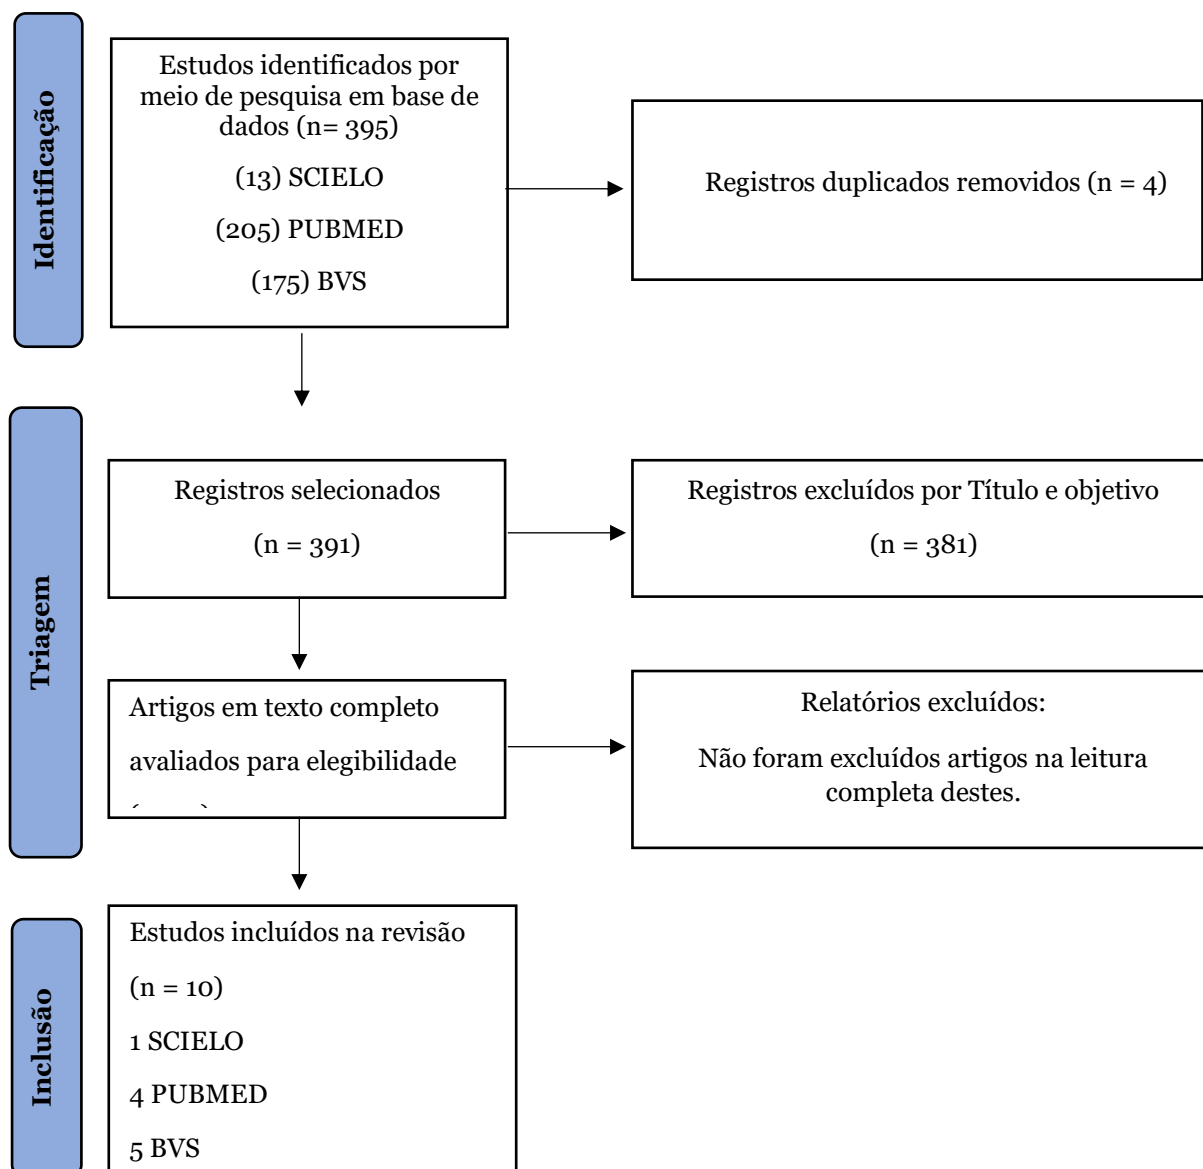 Identificação
Estudos identificados por
meio de pesquisa em base de
dados (n= 395)
(13) SCIELO
(205) PUBMED
(175) BVS
Registros duplicados removidos (n = 4)
Triagem
Registros selecionados
(n = 391)
Registros excluídos por Título e objetivo
(n = 381)
Artigos em texto completo
avaliados para elegibilidade
Relatórios excluídos:
Não foram excluídos artigos na leitura
completa destes.
Inclusão
Estudos incluídos na revisão
(n = 10)
1 SCIELO
4 PUBMED
5 BVS